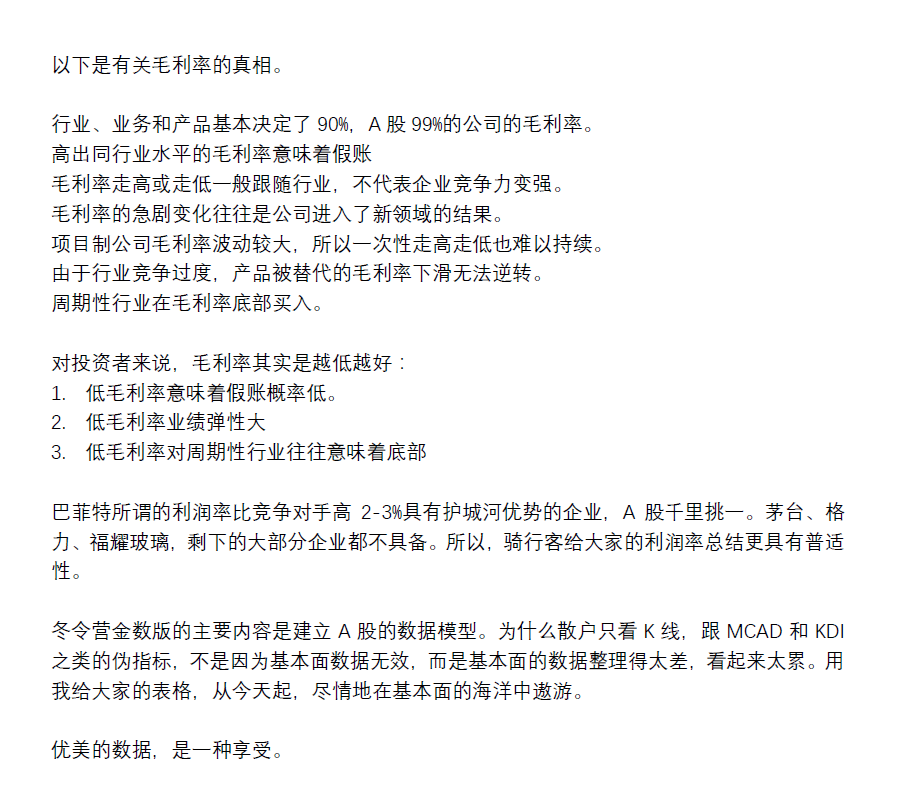 以下是有关毛利率的真相。
行业、业务和产品基本决定了 90%，A 股 99%的公司的毛利率。
高出同行业水平的毛利率意味着假账
毛利率走高或走低一般跟随行业，不代表企业竞争力变强。
毛利率的急剧变化往往是公司进入了新领域的结果。
项目制公司毛利率波动较大，所以一次性走高走低也难以持续。
由于行业竞争过度，产品被替代的毛利率下滑无法逆转。
周期性行业在毛利率底部买入。
对投资者来说，毛利率其实是越低越好：
1. 低毛利率意味着假账概率低。
2. 低毛利率业绩弹性大
3. 低毛利率对周期性行业往往意味着底部
巴菲特所谓的利润率比竞争对手高 2-3%具有护城河优势的企业，A 股千里挑一。茅台、格
力、福耀玻璃，剩下的大部分企业都不具备。所以，骑行客给大家的利润率总结更具有普适
性。
冬令营金数版的主要内容是建立 A 股的数据模型。为什么散户只看 K 线，跟 MCAD 和 KDI
之类的伪指标，不是因为基本面数据无效，而是基本面的数据整理得太差，看起来太累。用
我给大家的表格，从今天起，尽情地在基本面的海洋中遨游。
优美的数据，是一种享受。